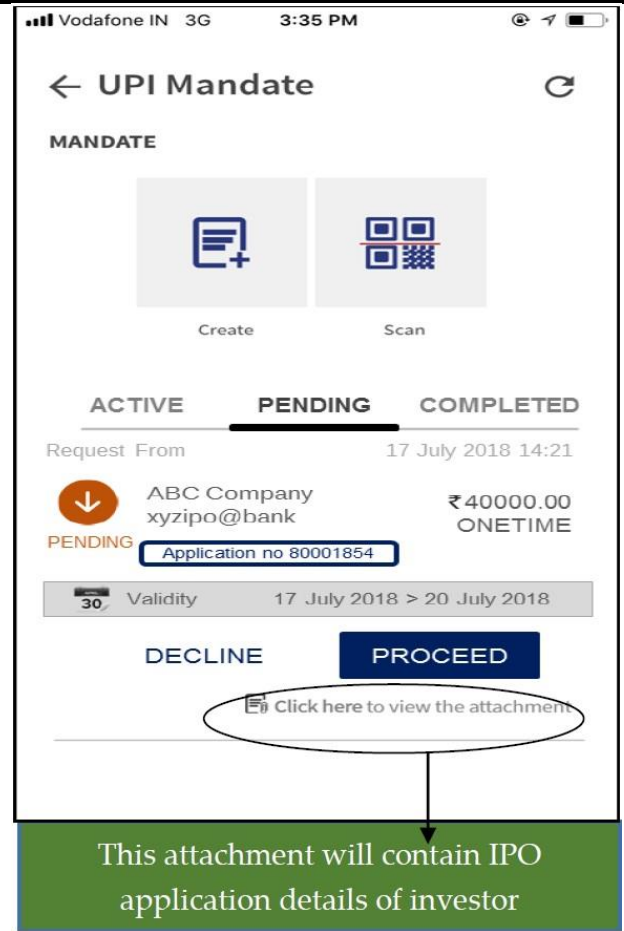 Vodafone IN 3G 3:35 PM
← UPI Mandate
MANDATE
Create Scan
ACTIVE PENDING COMPLETED
Request From 17 July 2018 14:21
ABC Company ₹40000.00
xyzipo@bank ONETIME
PENDING
Application no 80001854
30 Validity 17 July 2018 > 20 July 2018
DECLINE PROCEED
Click here to view the attachment
This attachment will contain IPO
application details of investor